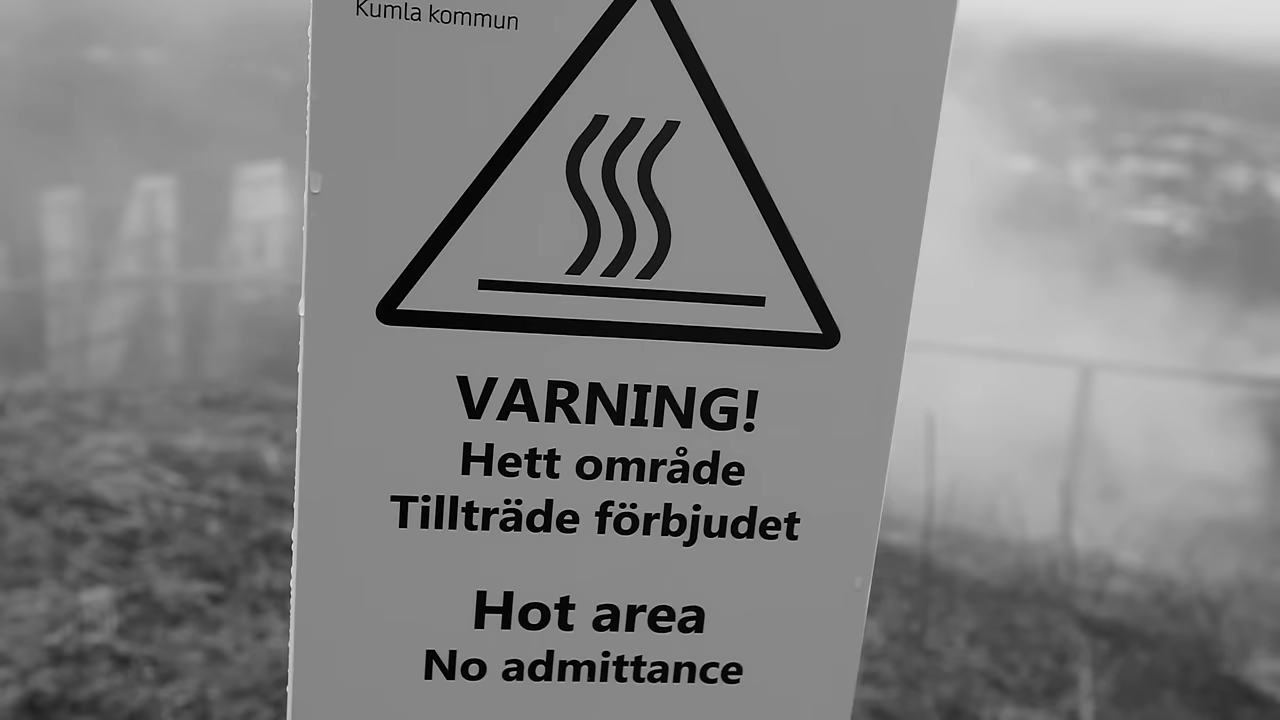 Kumla kommun
VARNING!
Hett område
Tillträde förbjudet
Hot area
No admittance